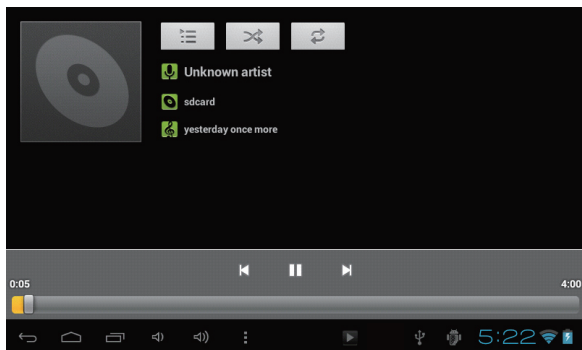 Unknown artist
sdcard
yesterday once more
0:05
4:00
5:22